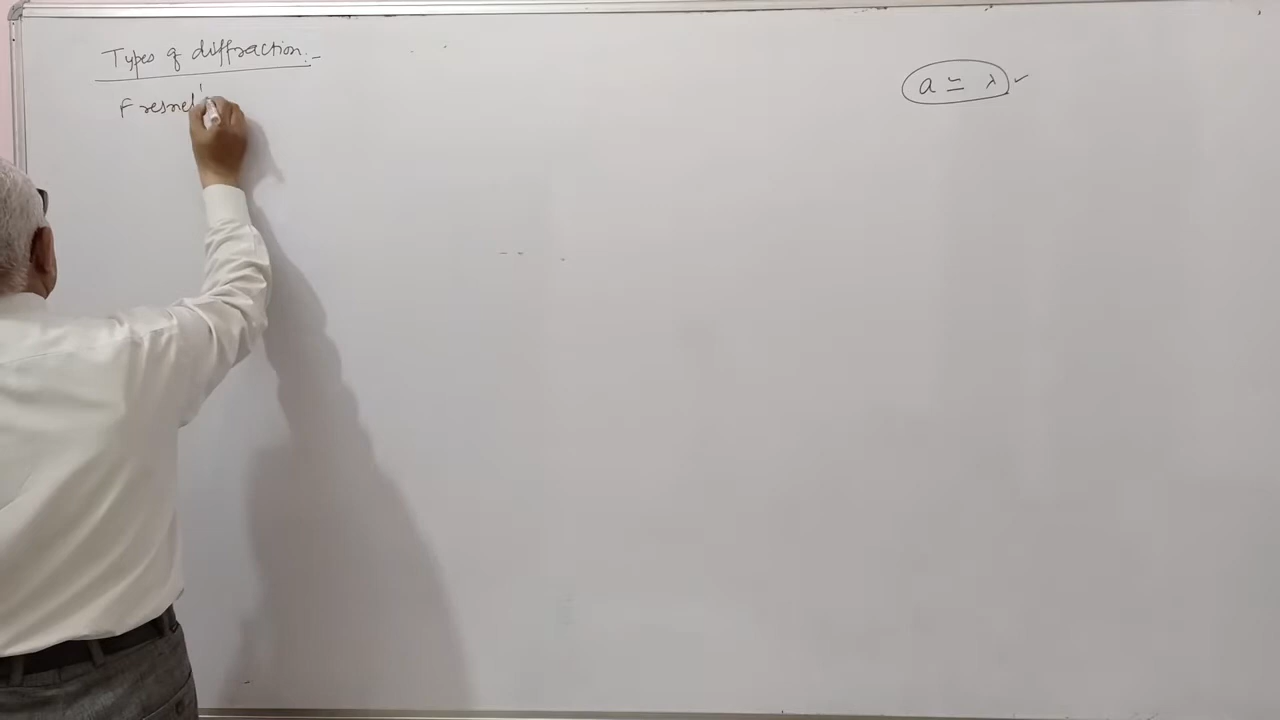 Types of diffraction:-
Fresnel'
a ≃ λ ✓